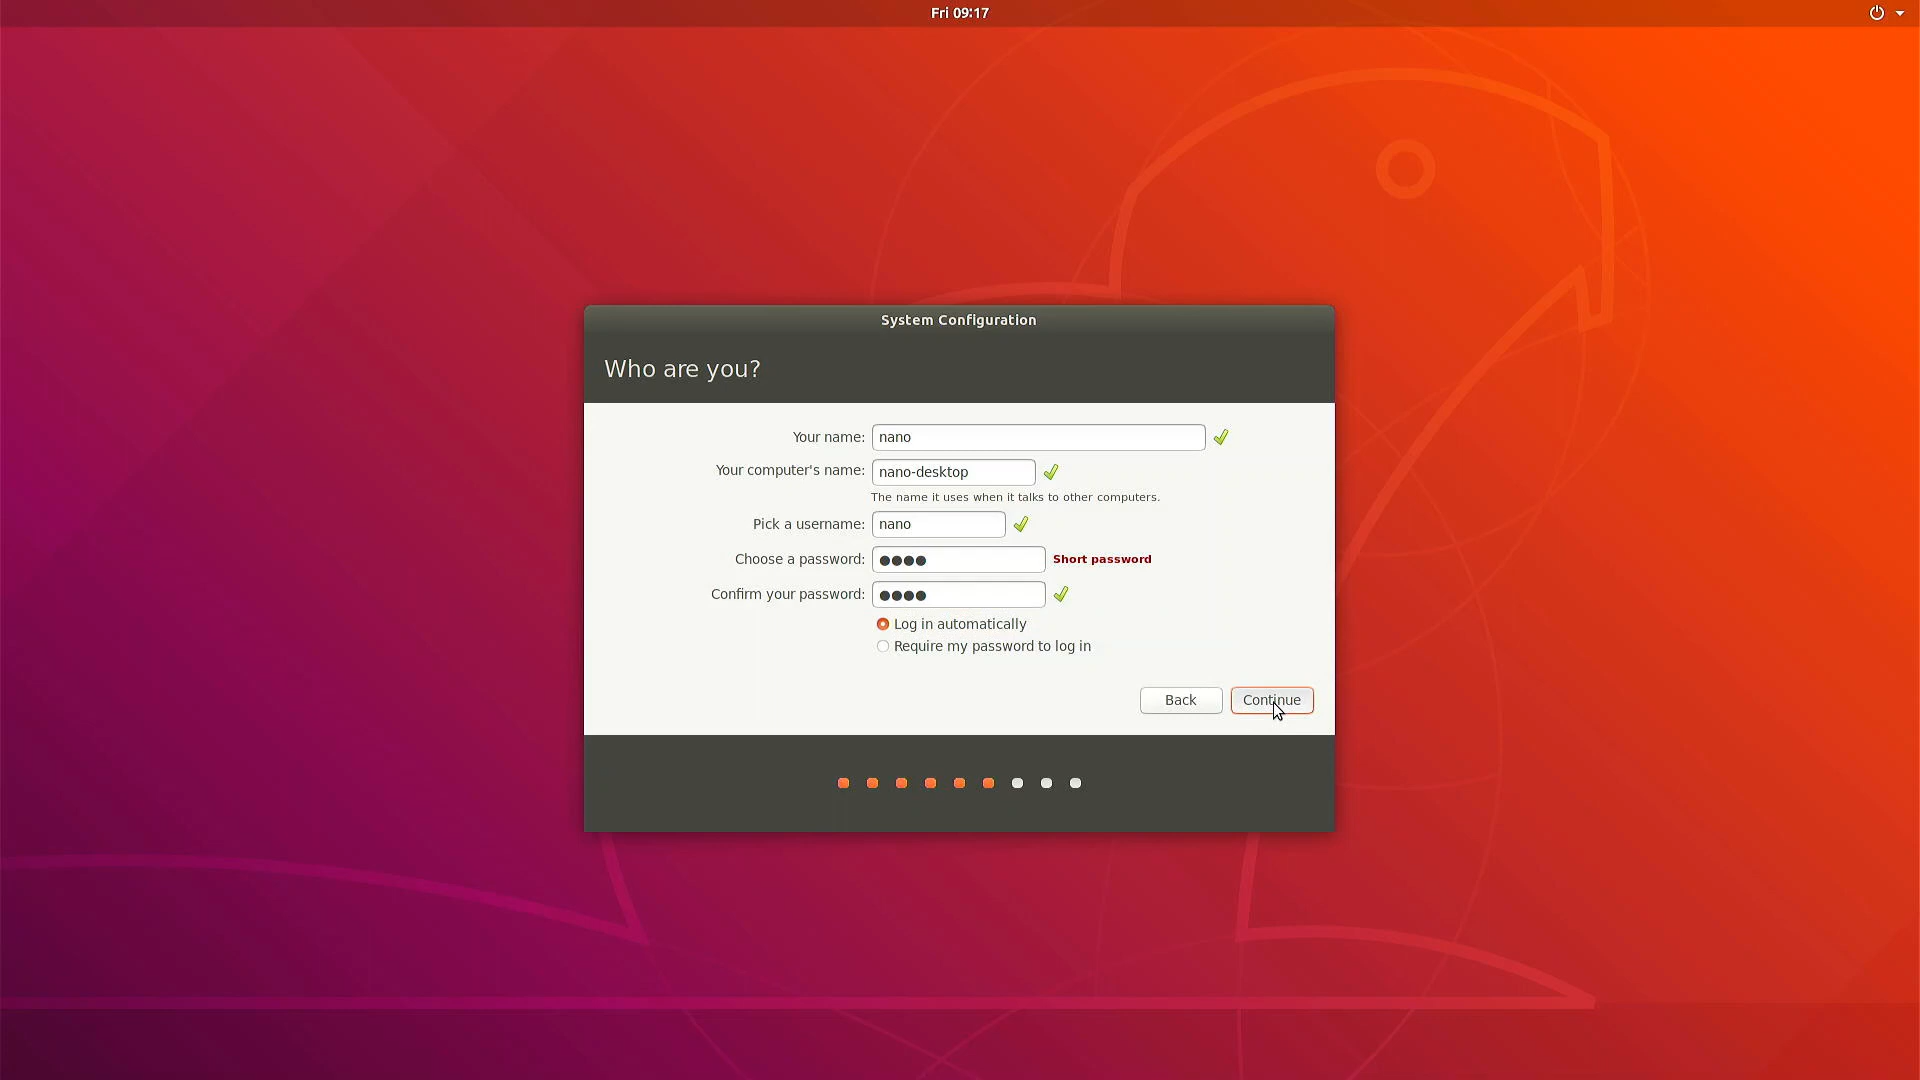 Fri 09:17
System Configuration
Who are you?
Your name: nano
Your computer's name: nano-desktop
The name it uses when it talks to other computers.
Pick a username: nano
Choose a password: ●●●● Short password
Confirm your password: ●●●●
Log in automatically
Require my password to log in
Back Continue